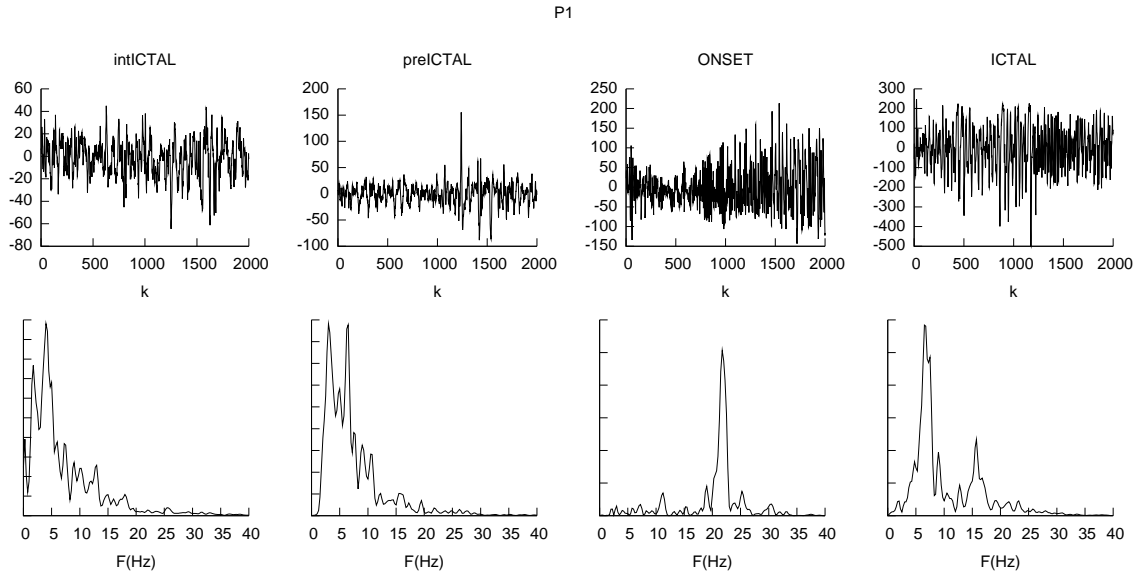 P1
intICTAL preICTAL ONSET ICTAL
60 200 250 300
40 150 200 200
20 100 150 100
0 50 100 0
-20 0 50 -100
-40 -50 0 -200
-60 -100 -50 -300
-80 -100 -400
-150 -500
0 500 1000 1500 2000 0 500 1000 1500 2000 0 500 1000 1500 2000 0 500 1000 1500 2000
k k k k
0 5 10 15 20 25 30 35 40 0 5 10 15 20 25 30 35 40 0 5 10 15 20 25 30 35 40 0 5 10 15 20 25 30 35 40
F(Hz) F(Hz) F(Hz) F(Hz)